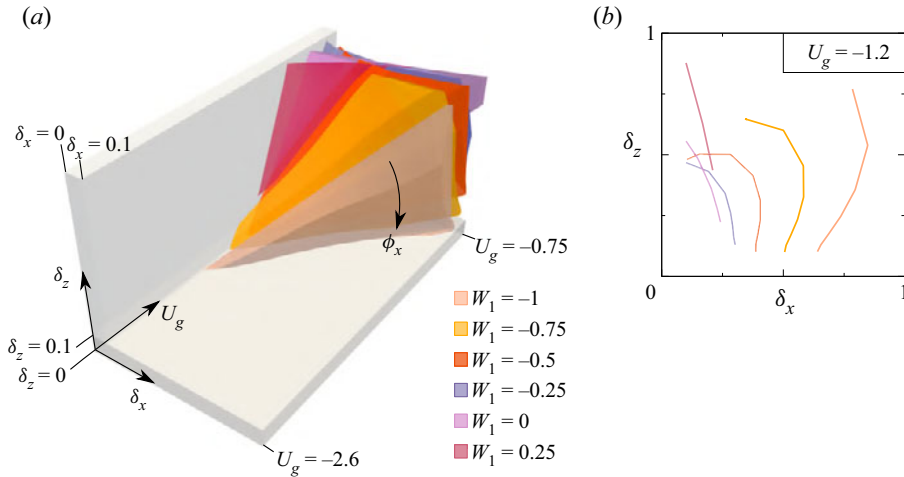 (a)
δx = 0
δx = 0.1
δz
Ug
δz = 0.1
δz = 0
δx
ϕx
Ug = –0.75
Ug = –2.6
W1 = –1
W1 = –0.75
W1 = –0.5
W1 = –0.25
W1 = 0
W1 = 0.25
(b)
1
Ug = –1.2
δz
0
δx
1